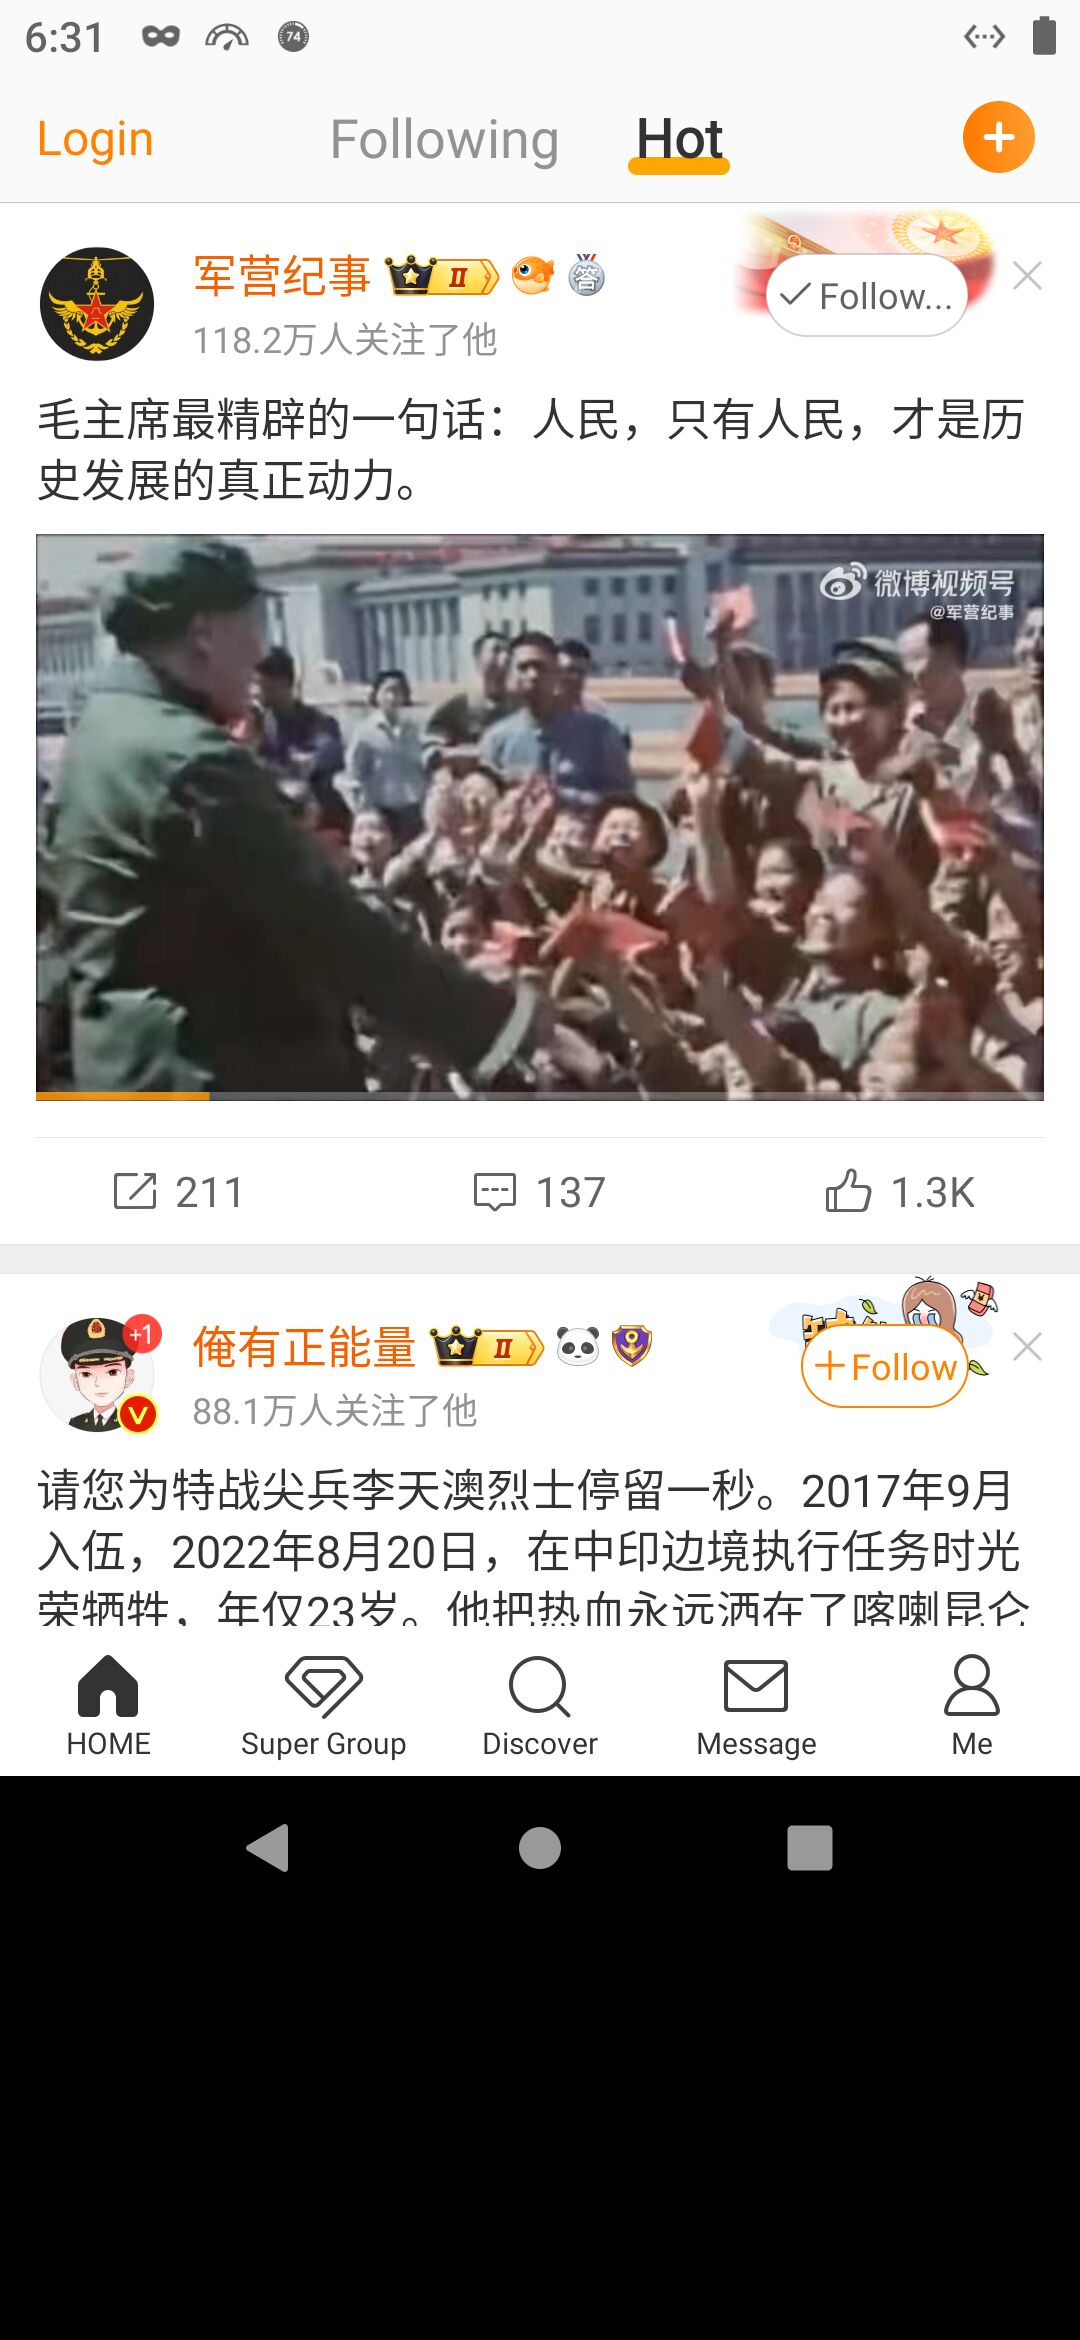 6:31
74
Login
Following
Hot
军营纪事
II
答
Follow...
118.2万人关注了他
毛主席最精辟的一句话：人民，只有人民，才是历
史发展的真正动力。
微博视频号
@军营纪事
211
137
1.3K
+1
俺有正能量
II
+Follow
V
88.1万人关注了他
请您为特战尖兵李天澳烈士停留一秒。2017年9月
入伍，2022年8月20日，在中印边境执行任务时光
荣牺牲，年仅23岁。他把热血永远洒在了喀喇昆仑
HOME
Super Group
Discover
Message
Me